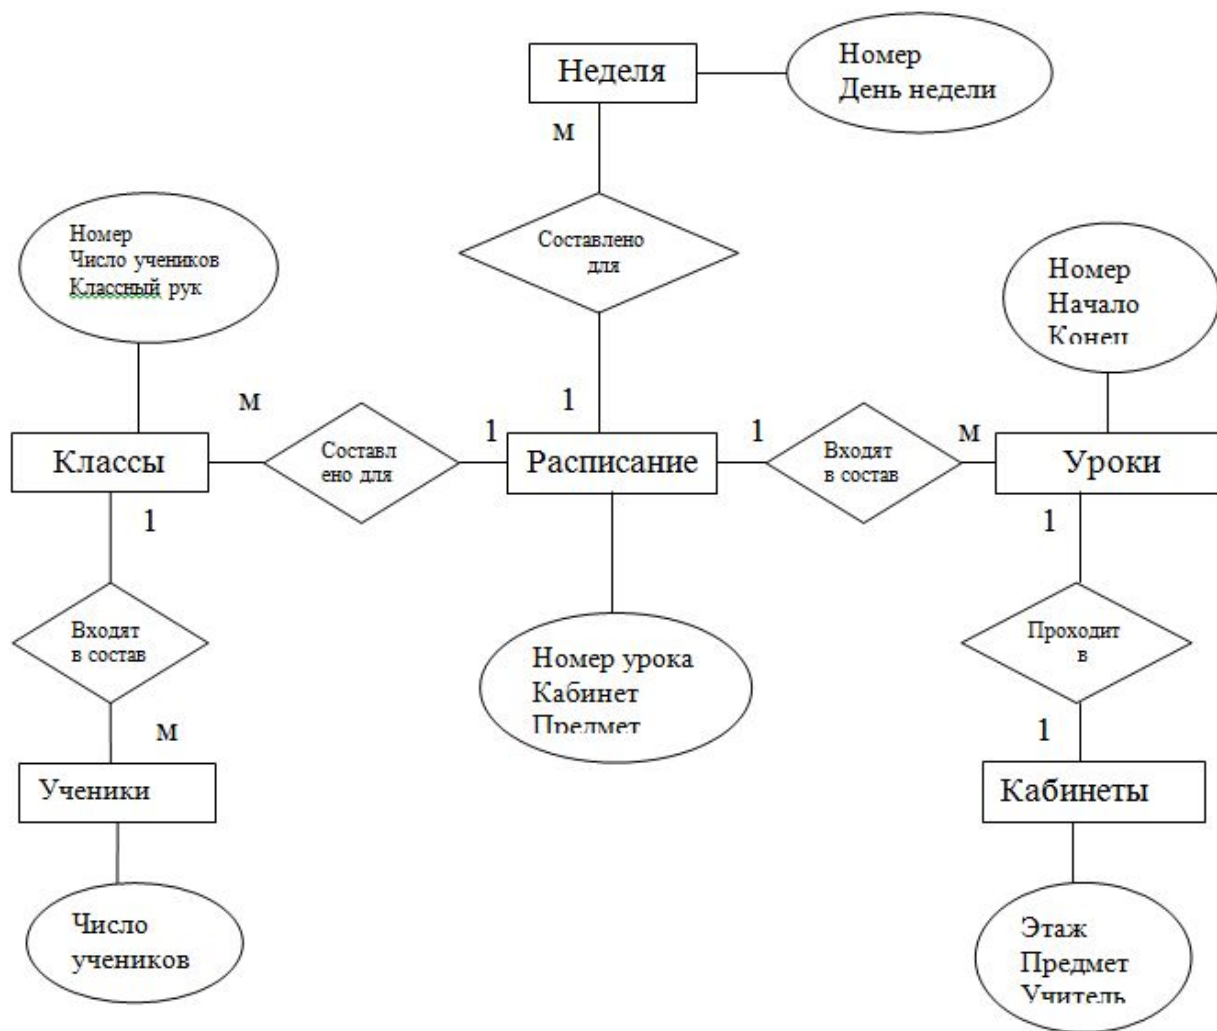 Неделя
Номер
День недели
м
Составлено
для
1
Номер
Число учеников
Классный рук
Номер
Начало
Конец
Классы
м
Составл
ено для
1
Расписание
1
Входят
в состав
м
Уроки
1
Входят
в состав
м
Ученики
Число
учеников
Номер урока
Кабинет
Предмет
1
Проходит
в
1
Кабинеты
Этаж
Предмет
Учитель